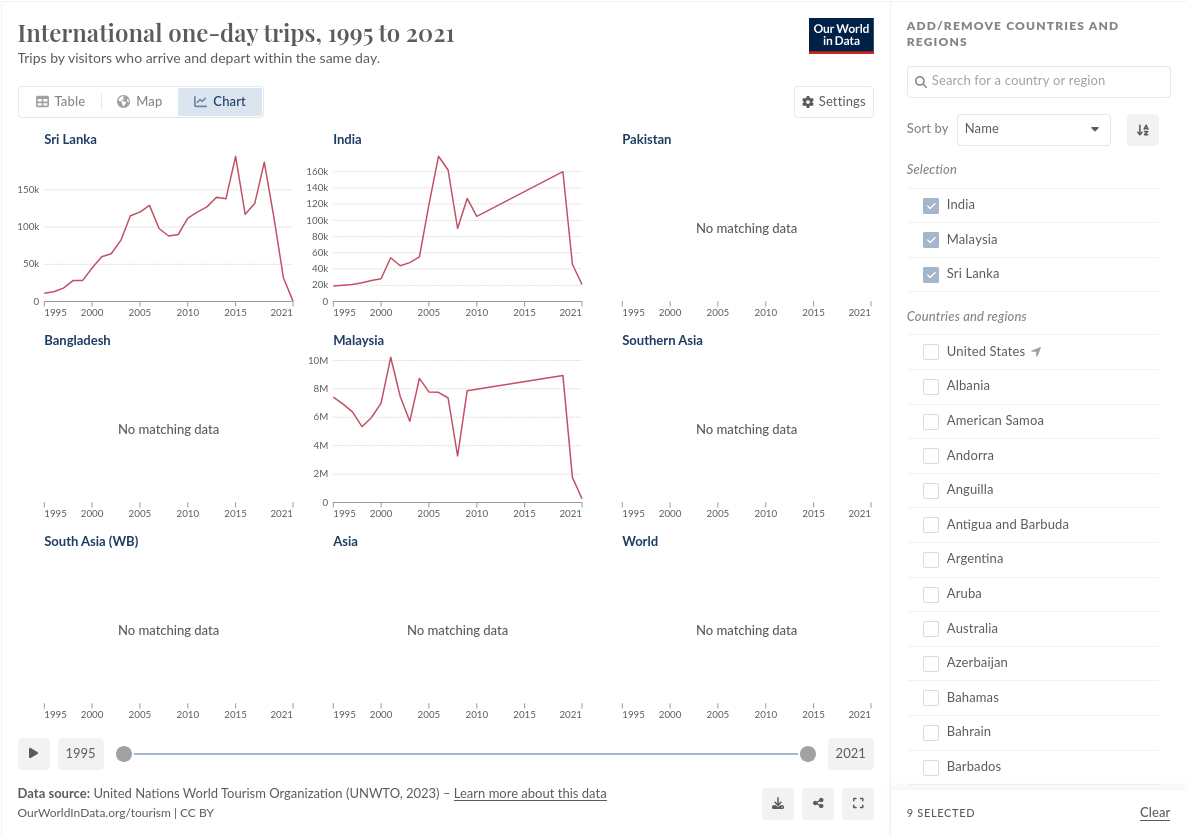 International one-day trips, 1995 to 2021
Trips by visitors who arrive and depart within the same day.
Our World
in Data
Table
Map
Chart
Settings
Sri Lanka
150k
100k
50k
0
1995 2000 2005 2010 2015 2021
India
160k
140k
120k
100k
80k
60k
40k
20k
0
1995 2000 2005 2010 2015 2021
Pakistan
No matching data
1995 2000 2005 2010 2015 2021
Bangladesh
No matching data
1995 2000 2005 2010 2015 2021
Malaysia
10M
8M
6M
4M
2M
0
1995 2000 2005 2010 2015 2021
Southern Asia
No matching data
1995 2000 2005 2010 2015 2021
South Asia (WB)
No matching data
1995 2000 2005 2010 2015 2021
Asia
No matching data
1995 2000 2005 2010 2015 2021
World
No matching data
1995 2000 2005 2010 2015 2021
1995
2021
Data source: United Nations World Tourism Organization (UNWTO, 2023) – Learn more about this data
OurWorldInData.org/tourism | CC BY
ADD/REMOVE COUNTRIES AND
REGIONS
Search for a country or region
Sort by Name
Selection
India
Malaysia
Sri Lanka
Countries and regions
United States
Albania
American Samoa
Andorra
Anguilla
Antigua and Barbuda
Argentina
Aruba
Australia
Azerbaijan
Bahamas
Bahrain
Barbados
9 SELECTED
Clear